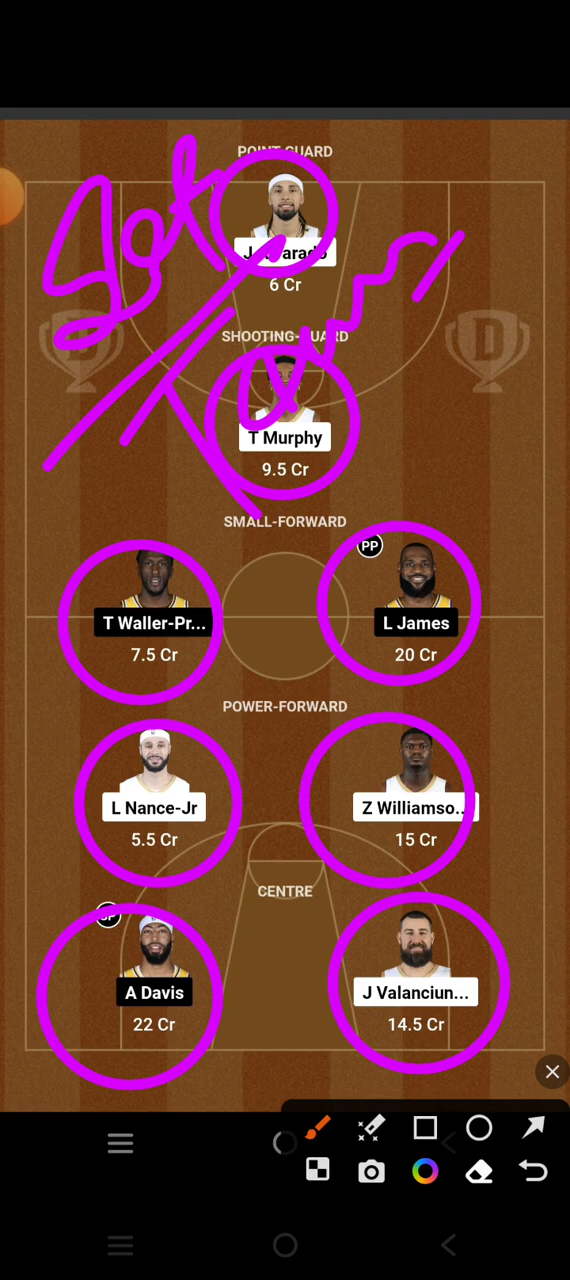 POINT-GUARD
6 Cr
SHOOTING-GUARD
T Murphy
9.5 Cr
SMALL-FORWARD
PP
T Waller-Pr... L James
7.5 Cr 20 Cr
POWER-FORWARD
L Nance-Jr Z Williamso...
5.5 Cr 15 Cr
CENTRE
A Davis J Valanciun...
22 Cr 14.5 Cr